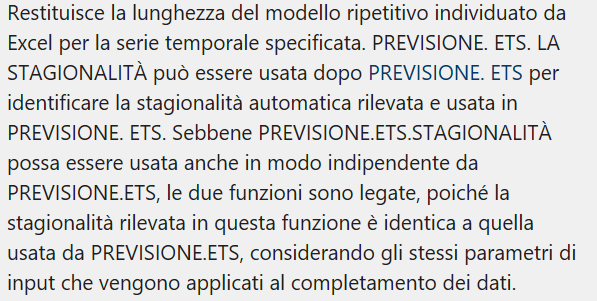 Restituisce la lunghezza del modello ripetitivo individuato da
Excel per la serie temporale specificata. PREVISIONE. ETS. LA
STAGIONALITÀ può essere usata dopo PREVISIONE. ETS per
identificare la stagionalità automatica rilevata e usata in
PREVISIONE. ETS. Sebbene PREVISIONE.ETS.STAGIONALITÀ
possa essere usata anche in modo indipendente da
PREVISIONE.ETS, le due funzioni sono legate, poiché la
stagionalità rilevata in questa funzione è identica a quella
usata da PREVISIONE.ETS, considerando gli stessi parametri di
input che vengono applicati al completamento dei dati.